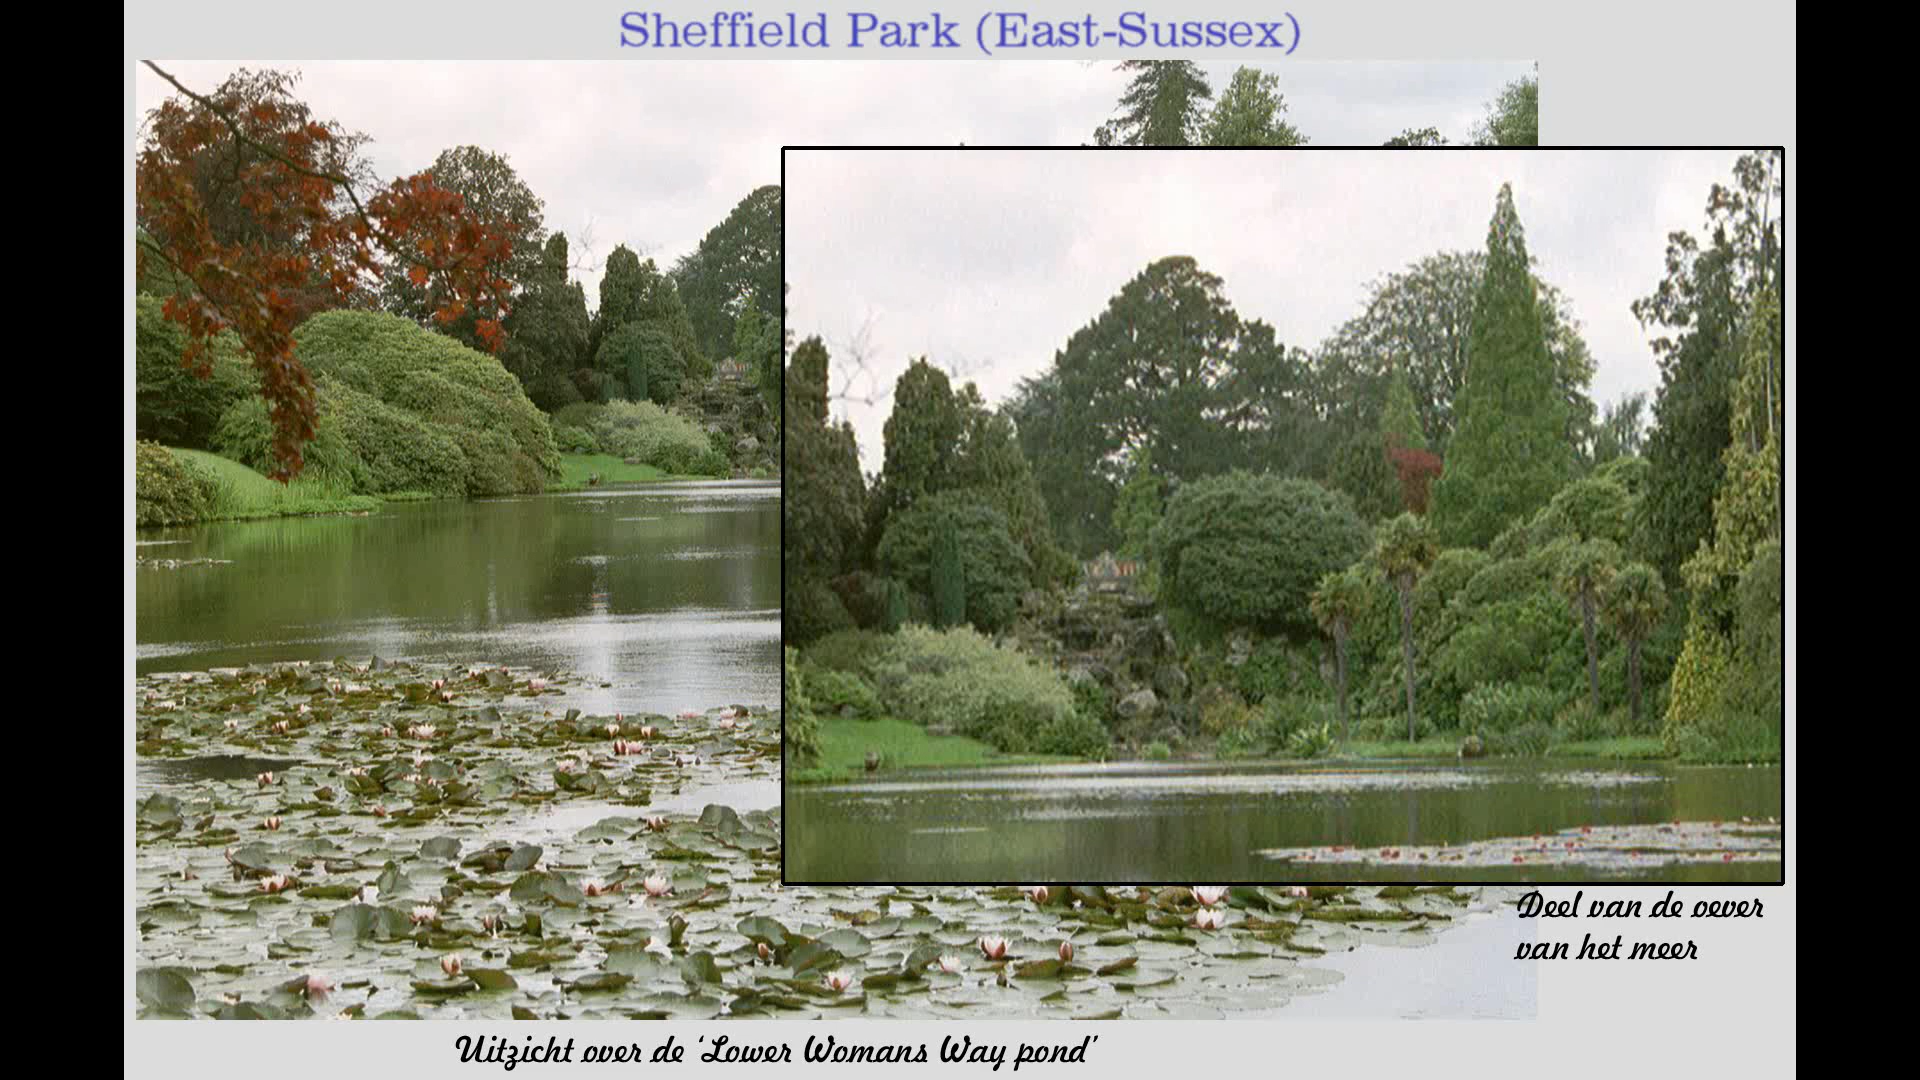 Sheffield Park (East-Sussex)
Deel van de oever
van het meer
Uitzicht over de ‘Lower Womans Way pond’